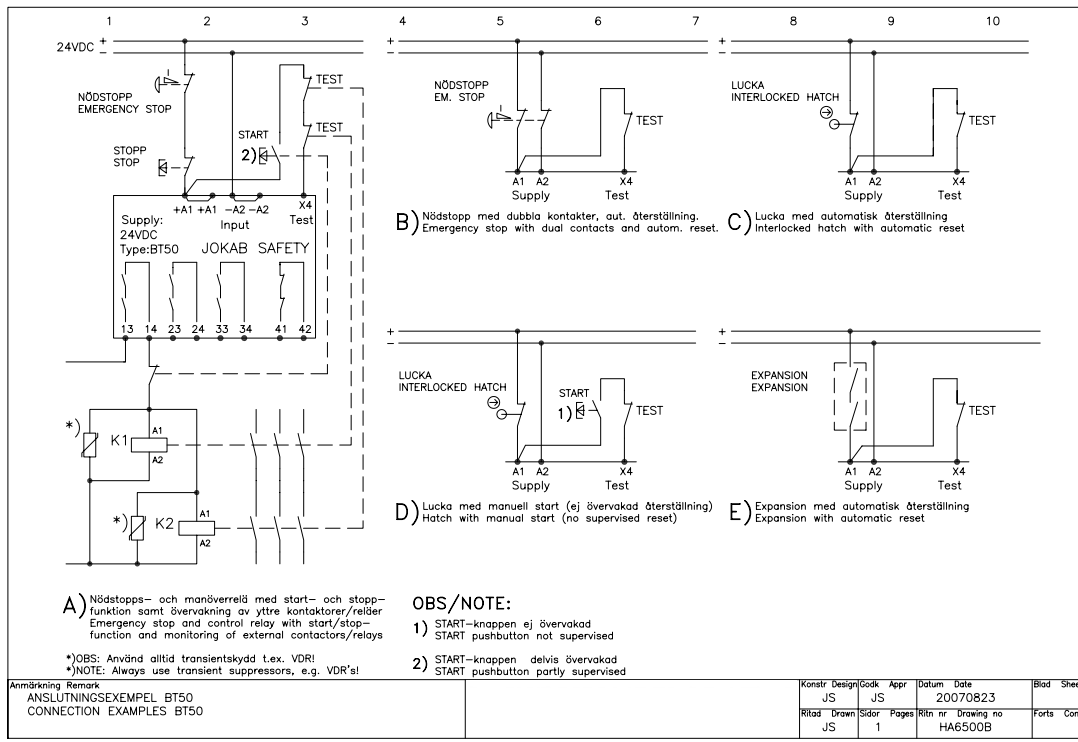 1 2 3 4 5 6 7 8 9 10
24VDC
+
−
NÖDSTOPP
EMERGENCY STOP
TEST
TEST
STOPP
STOP
START
2)
+A1 +A1 −A2 −A2 X4
Input Test
Supply:
24VDC
Type:BT50 JOKAB SAFETY
13 14 23 24 33 34 41 42
*)
K1
A1
A2
*)
K2
A1
A2
A) Nödstopps− och manöverrelä med start− och stopp−
funktion samt övervakning av yttre kontaktorer/reläer
Emergency stop and control relay with start/stop−
function and monitoring of external contactors/relays
*)OBS: Använd alltid transientskydd t.ex. VDR!
*)NOTE: Always use transient suppressors, e.g. VDR's!
+
−
NÖDSTOPP
EM. STOP
TEST
A1 A2 X4
Supply Test
B) Nödstopp med dubbla kontakter, aut. återställning.
Emergency stop with dual contacts and autom. reset.
+
−
LUCKA
INTERLOCKED HATCH
TEST
A1 A2 X4
Supply Test
C) Lucka med automatisk återställning
Interlocked hatch with automatic reset
+
−
LUCKA
INTERLOCKED HATCH
START
1)
TEST
A1 A2 X4
Supply Test
D) Lucka med manuell start (ej övervakad återställning)
Hatch with manual start (no supervised reset)
+
−
EXPANSION
EXPANSION
TEST
A1 A2 X4
Supply Test
E) Expansion med automatisk återställning
Expansion with automatic reset
OBS/NOTE:
1) START−knappen ej övervakad
START pushbutton not supervised
2) START−knappen delvis övervakad
START pushbutton partly supervised
Anmärkning Remark
ANSLUTNINGSEXEMPEL BT50
CONNECTION EXAMPLES BT50
Konstr Design Godk Appr Datum Date Blad Shee
JS JS 20070823
Ritad Drawn Sidor Pages Ritn nr Drawing no Forts Con
JS 1 HA6500B